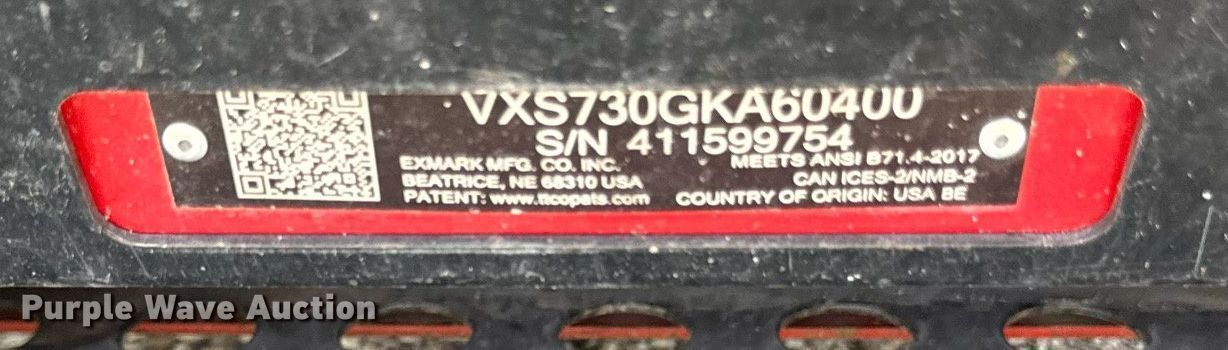 VXS730GKA60400
S/N 411599754
EXMARK MFG. CO. INC.
BEATRICE, NE 68310 USA
PATENT: www.ttcopats.com
MEETS ANSI B71.4-2017
CAN ICES-2/NMB-2
COUNTRY OF ORIGIN: USA BE
Purple Wave Auction